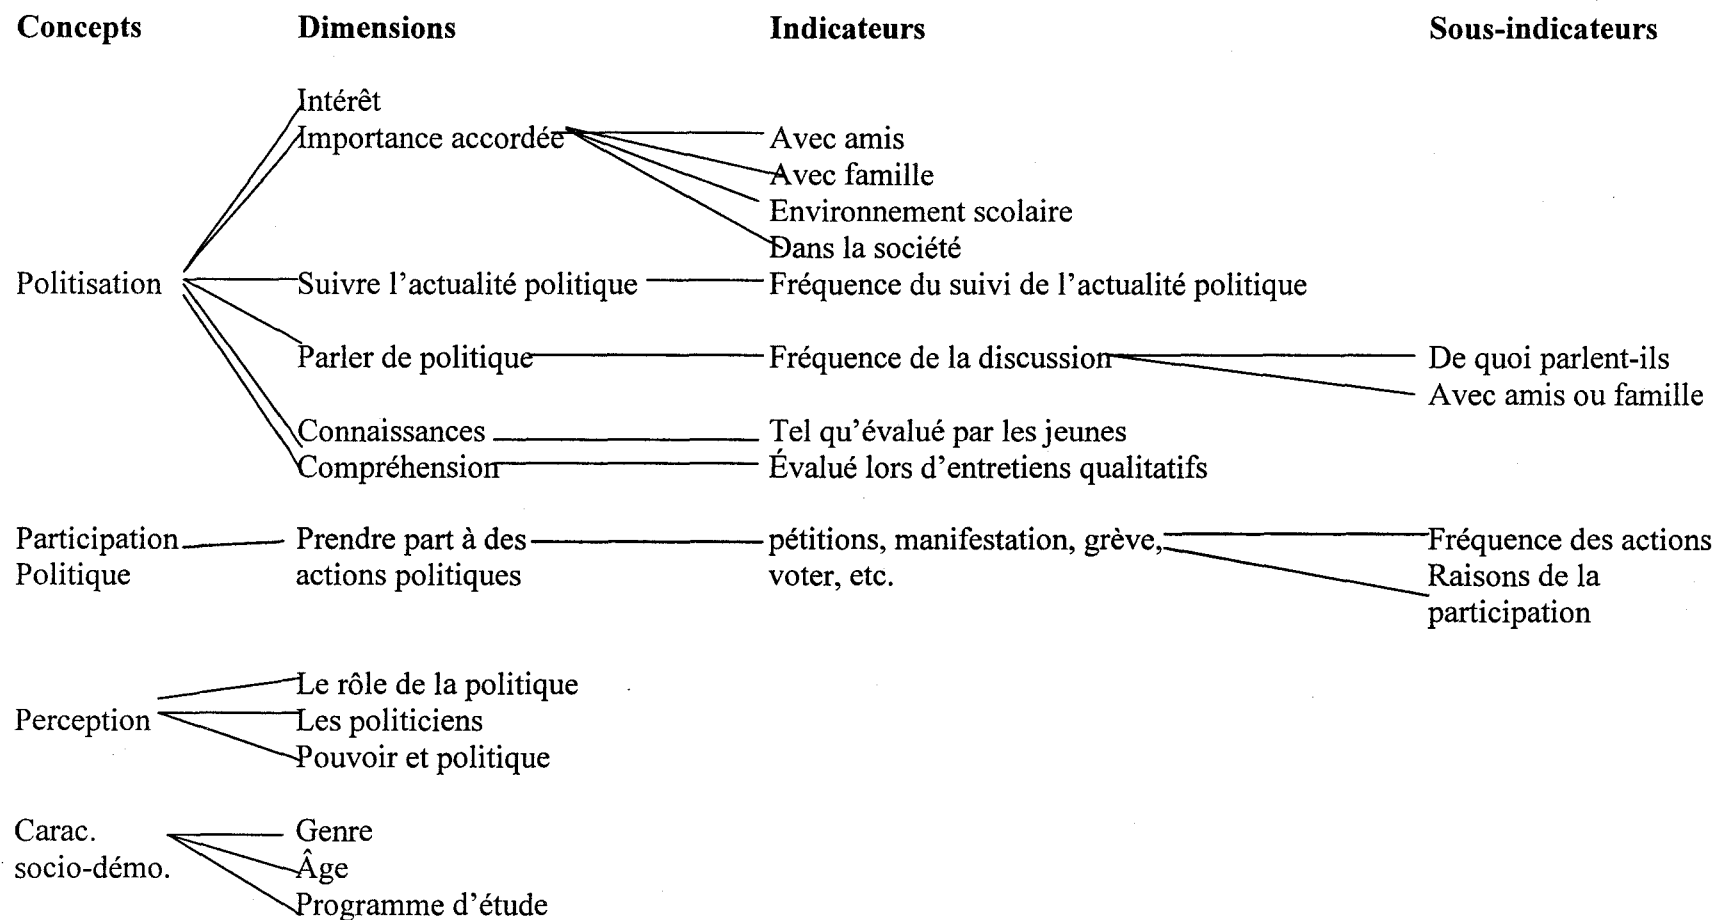 Concepts Dimensions Indicateurs Sous-indicateurs
Intérêt
Importance accordée Avec amis
Avec famille
Environnement scolaire
Dans la société
Politisation Suivre l'actualité politique Fréquence du suivi de l'actualité politique
Parler de politique Fréquence de la discussion De quoi parlent-ils
Avec amis ou famille
Connaissances Tel qu'évalué par les jeunes
Compréhension Évalué lors d'entretiens qualitatifs
Participation Prendre part à des pétitions, manifestation, grève, Fréquence des actions
Politique actions politiques voter, etc. Raisons de la
participation
Le rôle de la politique
Perception Les politiciens
Pouvoir et politique
Carac. Genre
socio-démo. Âge
Programme d'étude